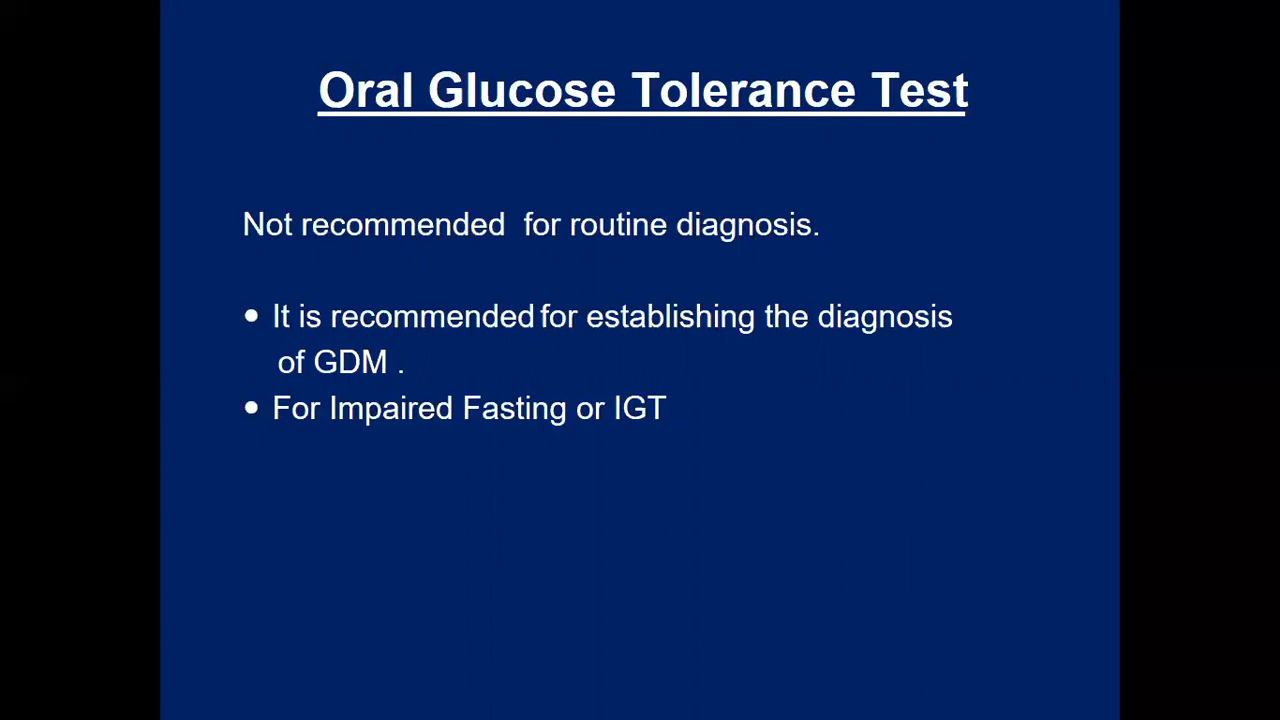 Oral Glucose Tolerance Test
Not recommended for routine diagnosis.
• It is recommended for establishing the diagnosis
of GDM .
• For Impaired Fasting or IGT